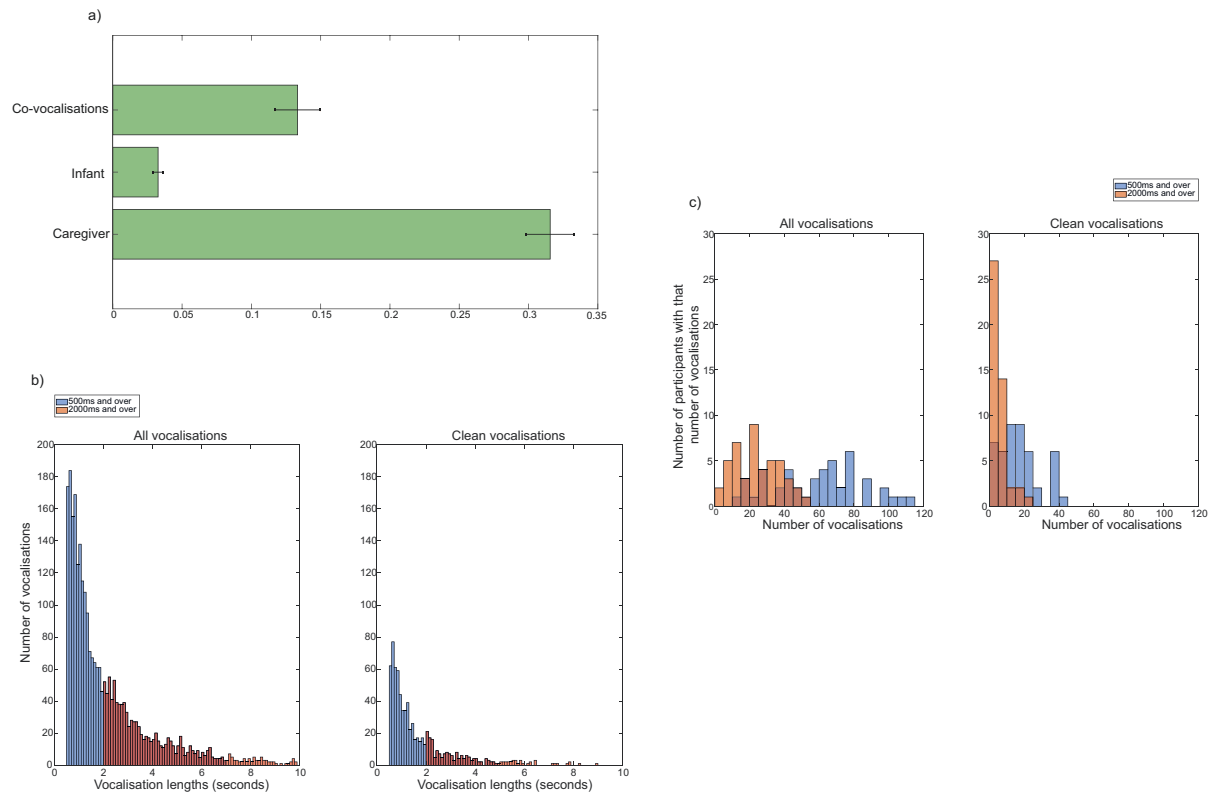 a)
Co-vocalisations
Infant
Caregiver
0 0.05 0.1 0.15 0.2 0.25 0.3 0.35
b)
500ms and over
2000ms and over
All vocalisations
Number of vocalisations
200
180
160
140
120
100
80
60
40
20
0
0 2 4 6 8 10
Vocalisation lengths (seconds)
Clean vocalisations
200
180
160
140
120
100
80
60
40
20
0
0 2 4 6 8 10
Vocalisation lengths (seconds)
c)
500ms and over
2000ms and over
All vocalisations
Number of participants with that
number of vocalisations
30
25
20
15
10
5
0
0 20 40 60 80 100 120
Number of vocalisations
Clean vocalisations
30
25
20
15
10
5
0
0 20 40 60 80 100 120
Number of vocalisations